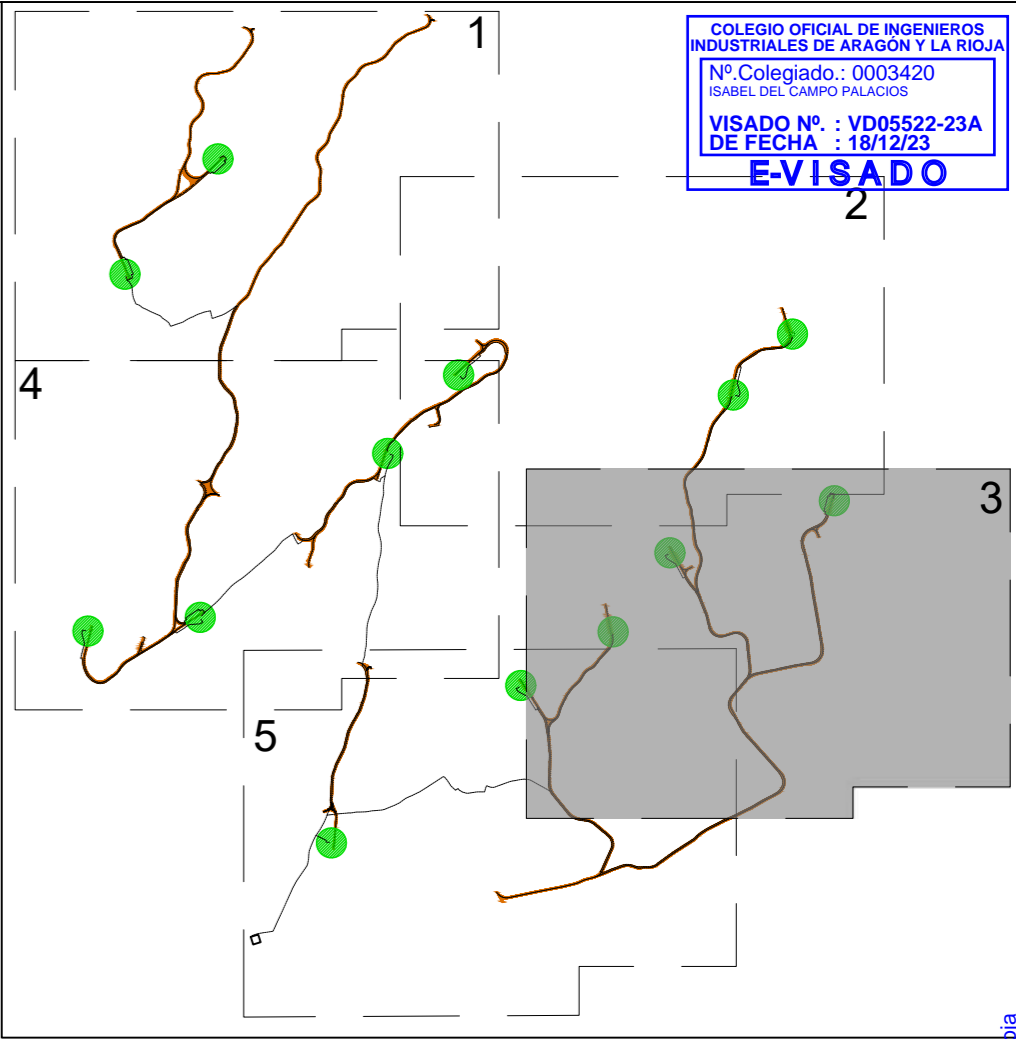 COLEGIO OFICIAL DE INGENIEROS
INDUSTRIALES DE ARAGÓN Y LA RIOJA
Nº.Colegiado.: 0003420
ISABEL DEL CAMPO PALACIOS
VISADO Nº. : VD05522-23A
DE FECHA : 18/12/23
E-VISADO
1
2
4
3
5